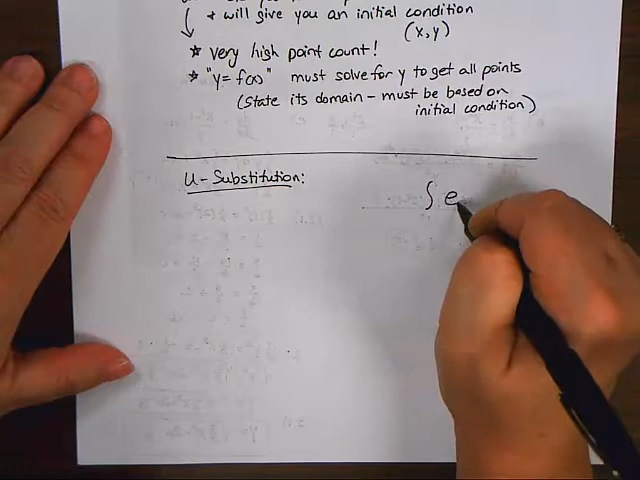 * will give you an initial condition
(x,y)
* very high point count!
* "y = f(x)" must solve for y to get all points
(state its domain – must be based on
initial condition)
U - Substitution:
∫ e